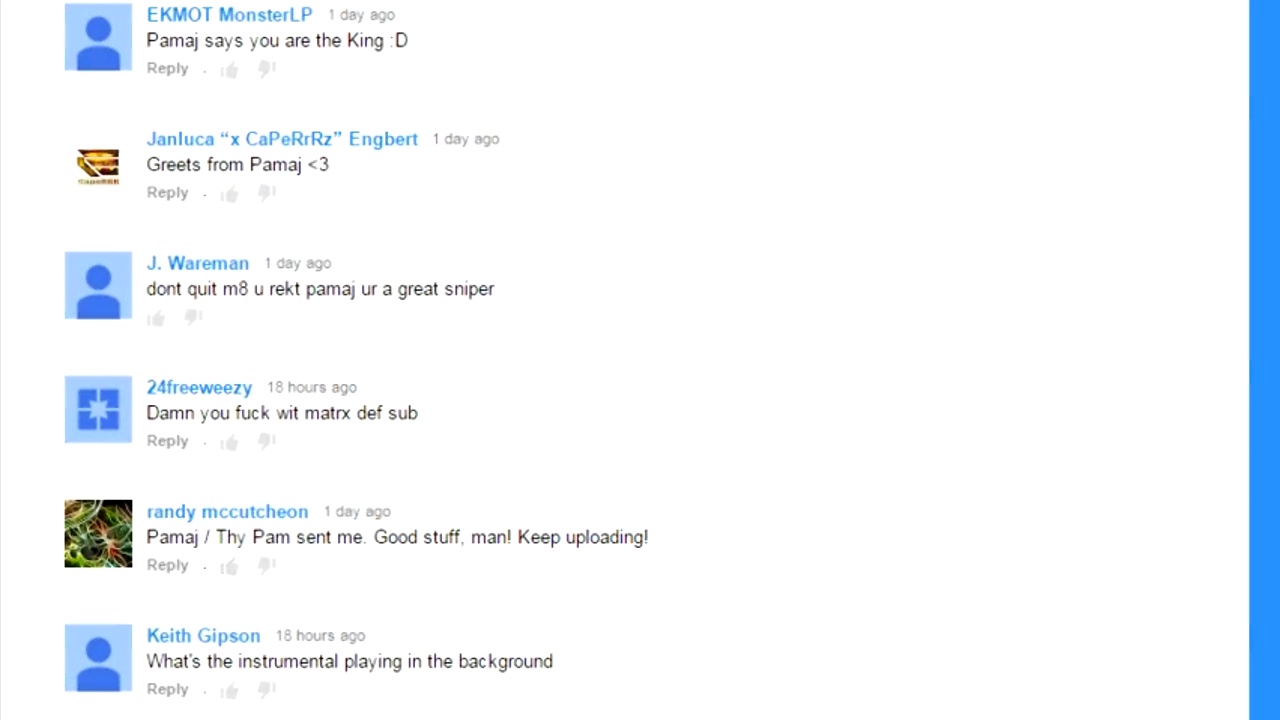 EKMOT MonsterLP 1 day ago
Pamaj says you are the King :D
Reply .
Janluca “x CaPeRrRz” Engbert 1 day ago
Greets from Pamaj <3
Reply .
J. Wareman 1 day ago
dont quit m8 u rekt pamaj ur a great sniper
24freeweezy 18 hours ago
Damn you fuck wit matrx def sub
Reply .
randy mccutcheon 1 day ago
Pamaj / Thy Pam sent me. Good stuff, man! Keep uploading!
Reply .
Keith Gipson 18 hours ago
What's the instrumental playing in the background
Reply .